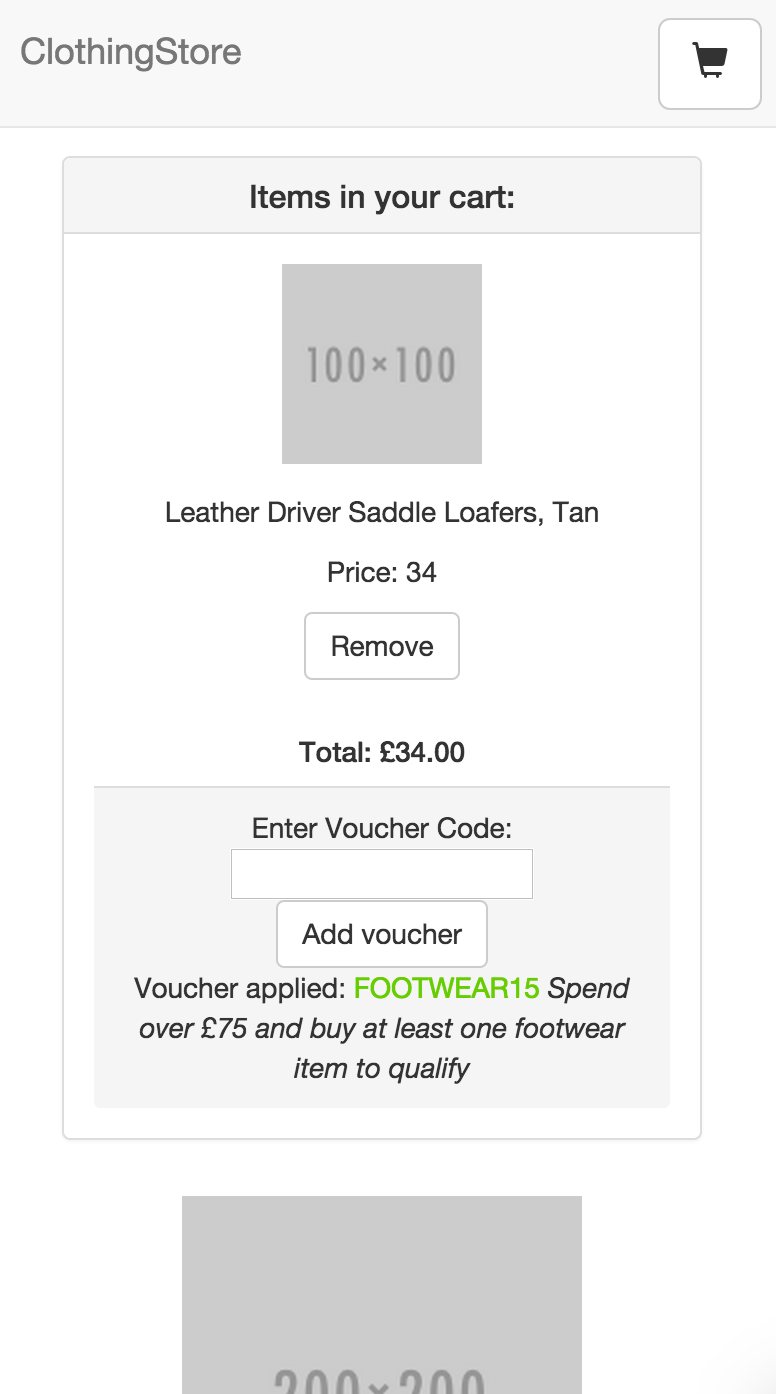 ClothingStore
Items in your cart:
100×100
Leather Driver Saddle Loafers, Tan
Price: 34
Remove
Total: £34.00
Enter Voucher Code:
Add voucher
Voucher applied: FOOTWEAR15 Spend
over £75 and buy at least one footwear
item to qualify
200×200